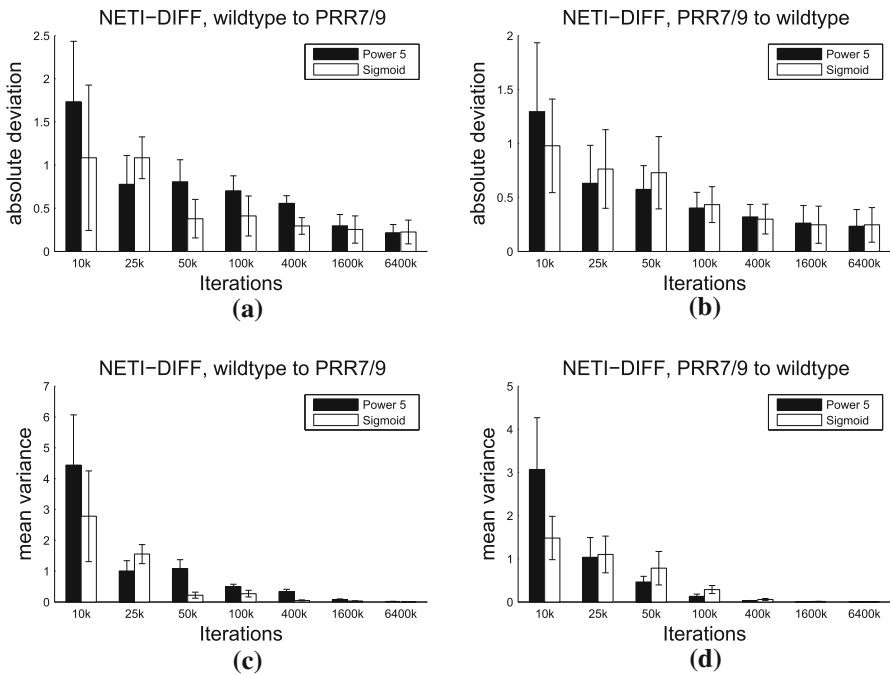 NETI−DIFF, wildtype to PRR7/9
2.5
2
1.5
1
0.5
0
absolute deviation
Power 5
Sigmoid
10k 25k 50k 100k 400k 1600k 6400k
Iterations
(a)
NETI−DIFF, PRR7/9 to wildtype
2
1.5
1
0.5
0
absolute deviation
Power 5
Sigmoid
10k 25k 50k 100k 400k 1600k 6400k
Iterations
(b)
NETI−DIFF, wildtype to PRR7/9
7
6
5
4
3
2
1
0
mean variance
Power 5
Sigmoid
10k 25k 50k 100k 400k 1600k 6400k
Iterations
(c)
NETI−DIFF, PRR7/9 to wildtype
5
4
3
2
1
0
mean variance
Power 5
Sigmoid
10k 25k 50k 100k 400k 1600k 6400k
Iterations
(d)